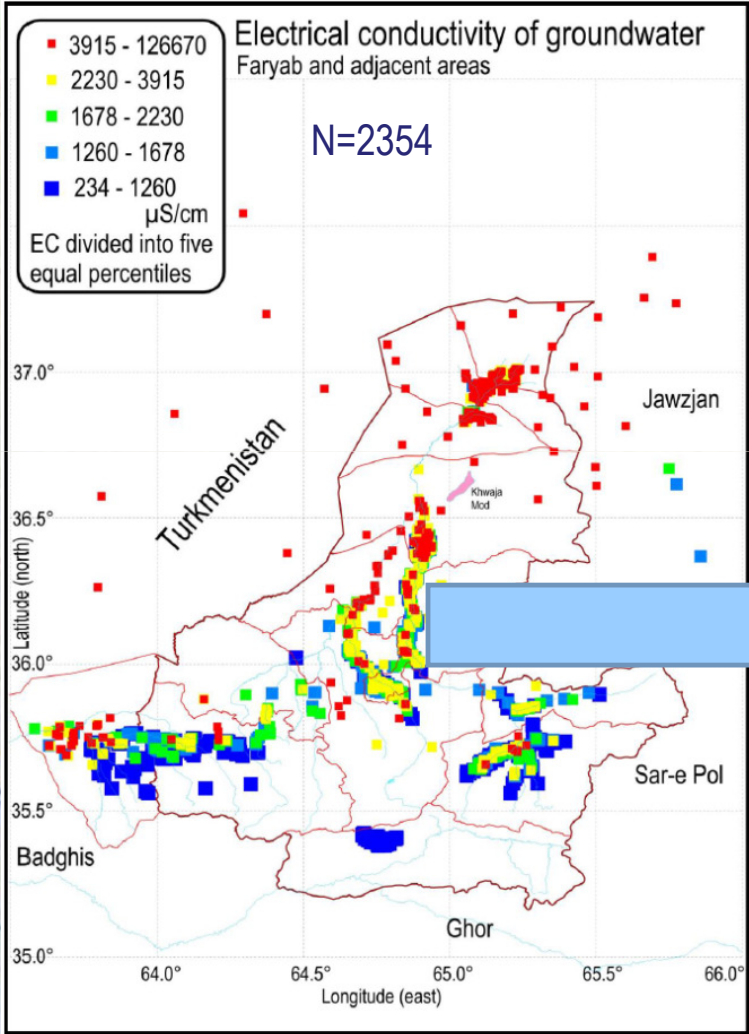 Electrical conductivity of groundwater
Faryab and adjacent areas
3915 - 126670
2230 - 3915
1678 - 2230
1260 - 1678
234 - 1260
µS/cm
EC divided into five
equal percentiles
N=2354
37.0°
36.5°
36.0°
35.5°
35.0°
Latitude (north)
Turkmenistan
Jawzjan
Khwaja
Mod
Sar-e Pol
Badghis
Ghor
64.0°
64.5°
65.0°
65.5°
66.0°
Longitude (east)